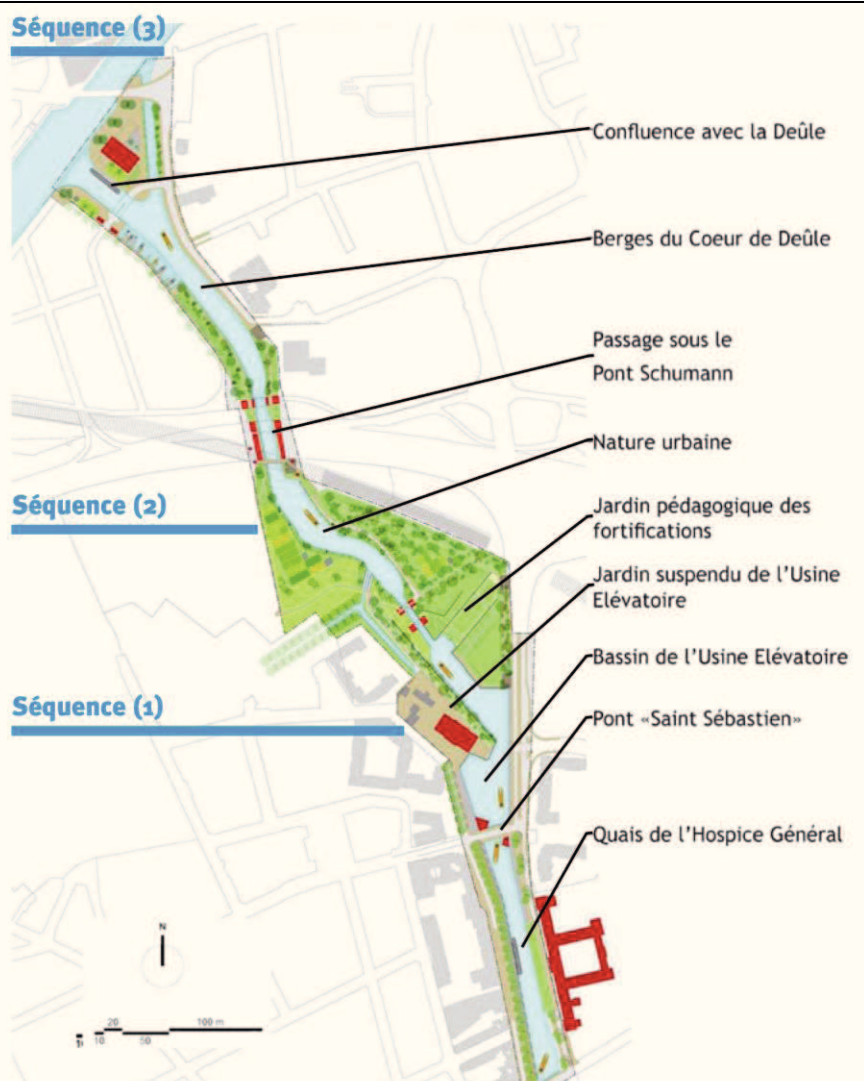 Séquence (3)
Confluence avec la Deûle
Berges du Coeur de Deûle
Passage sous le
Pont Schumann
Nature urbaine
Séquence (2)
Jardin pédagogique des
fortifications
Jardin suspendu de l'Usine
Elévatoire
Bassin de l'Usine Elévatoire
Séquence (1)
Pont «Saint Sébastien»
Quais de l'Hospice Général
N
20 100 m
10 50